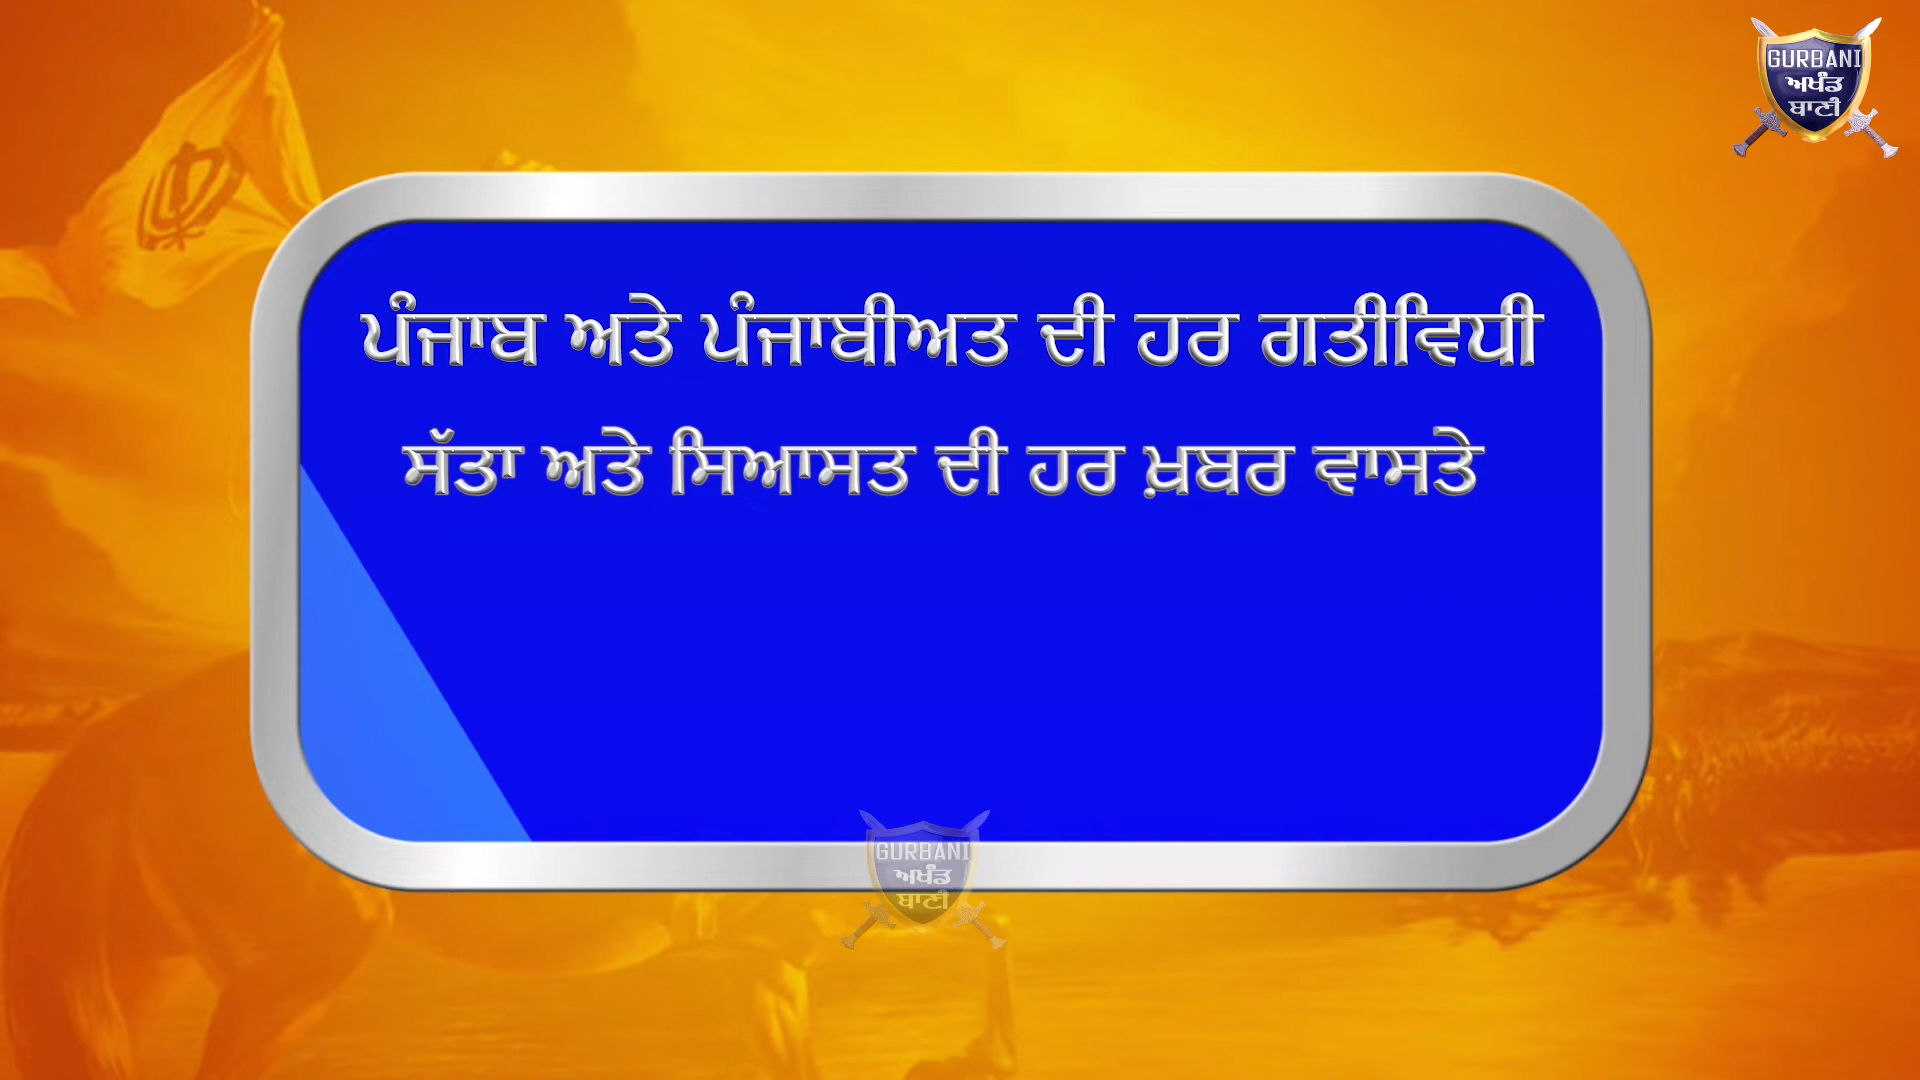 GURBANI
ਅਖੰਡ
ਬਾਣੀ
ਪੰਜਾਬ ਅਤੇ ਪੰਜਾਬੀਅਤ ਦੀ ਹਰ ਗਤੀਵਿਧੀ
ਸੱਤਾ ਅਤੇ ਸਿਆਸਤ ਦੀ ਹਰ ਖ਼ਬਰ ਵਾਸਤੇ
GURBANI
ਅਖੰਡ
ਬਾਣੀ